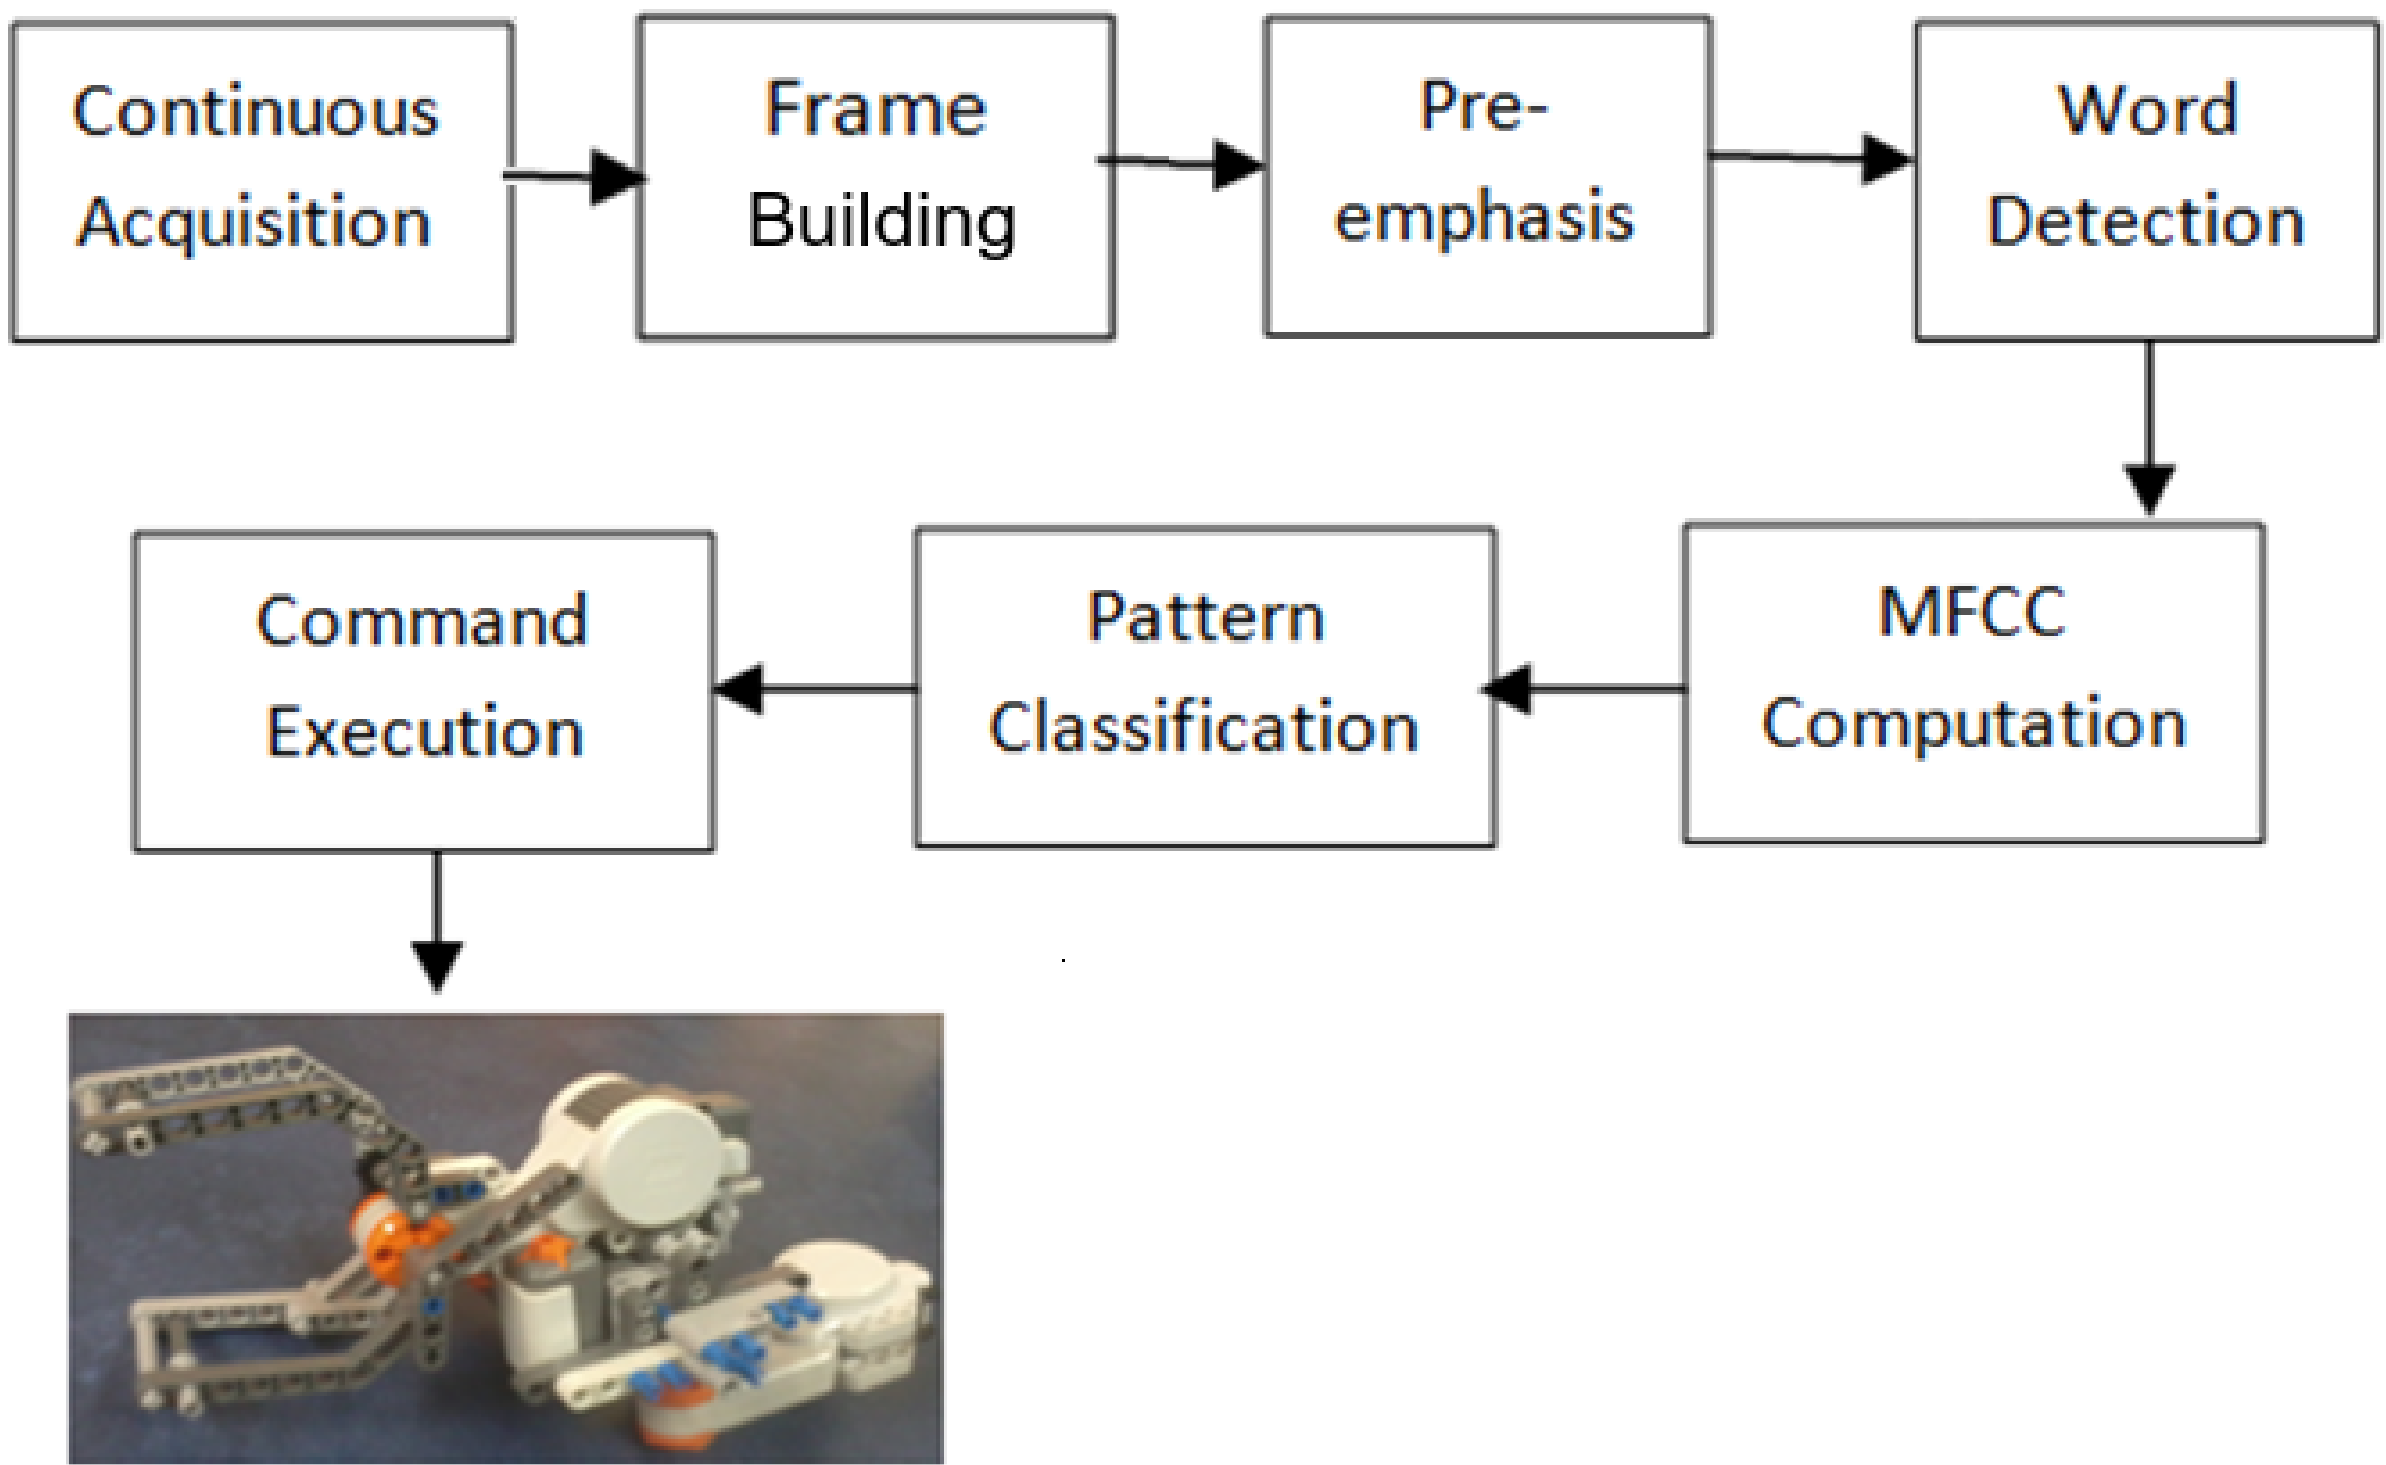 Continuous
Acquisition
Frame
Building
Pre-
emphasis
Word
Detection
MFCC
Computation
Pattern
Classification
Command
Execution